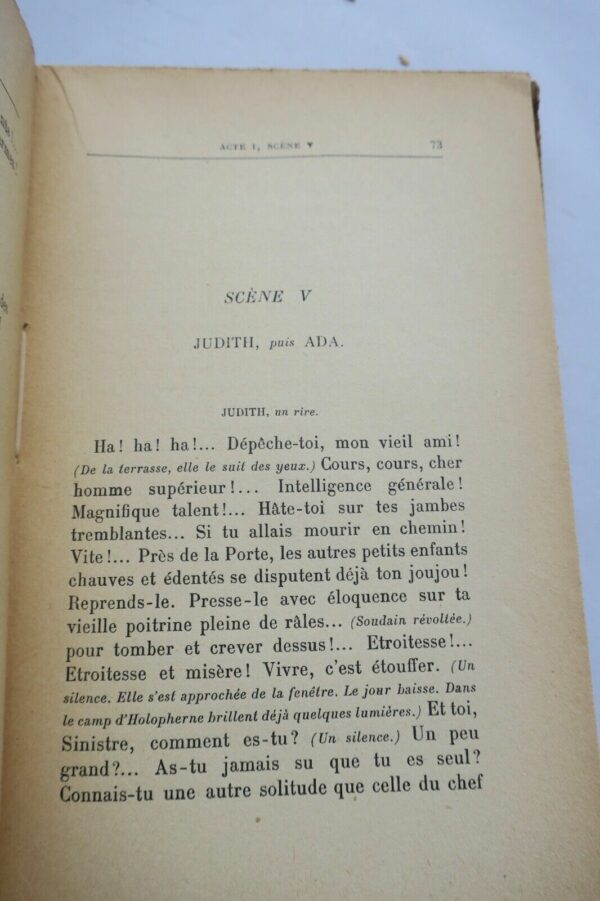 ACTE I, SCÈNE V 73
SCÈNE V
JUDITH, puis ADA.
JUDITH, un rire.
Ha! ha! ha!... Dépêche-toi, mon vieil ami!
(De la terrasse, elle le suit des yeux.) Cours, cours, cher
homme supérieur!... Intelligence générale!
Magnifique talent!... Hâte-toi sur tes jambes
tremblantes... Si tu allais mourir en chemin!
Vite!... Près de la Porte, les autres petits enfants
chauves et édentés se disputent déjà ton joujou!
Reprends-le. Presse-le avec éloquence sur ta
vieille poitrine pleine de râles... (Soudain révoltée.)
pour tomber et crever dessus!... Etroitesse!...
Etroitesse et misère! Vivre, c'est étouffer. (Un
silence. Elle s'est approchée de la fenêtre. Le jour baisse. Dans
le camp d'Holopherne brillent déjà quelques lumières.) Et toi,
Sinistre, comment es-tu? (Un silence.) Un peu
grand?... As-tu jamais su que tu es seul?
Connais-tu une autre solitude que celle du chef